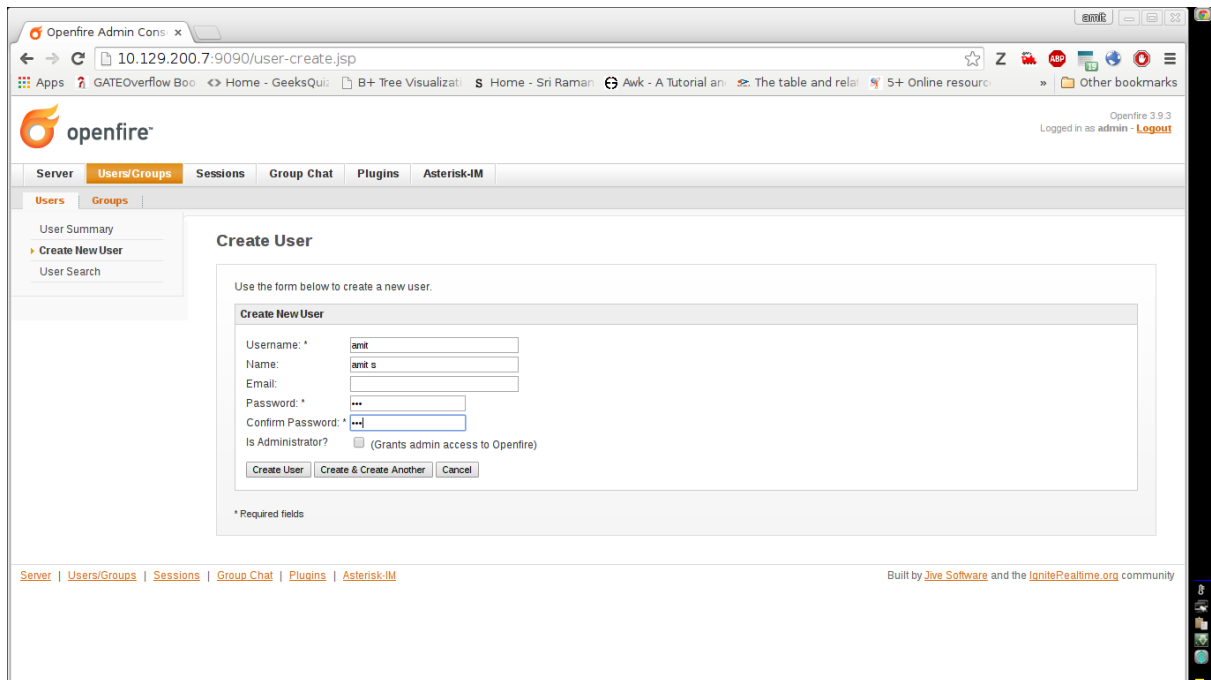 amit
Openfire Admin Cons
10.129.200.7:9090/user-create.jsp
Z ABP 19
Apps GATEOverflow Boo Home - GeeksQuiz B+ Tree Visualizati Home - Sri Raman Awk - A Tutorial an The table and rela 5+ Online resourc » Other bookmarks
openfire™
Openfire 3.9.3
Logged in as admin - Logout
Server Users/Groups Sessions Group Chat Plugins Asterisk-IM
Users Groups
User Summary
Create New User
User Search
Create User
Use the form below to create a new user.
Create New User
Username: * amit
Name: amit s
Email:
Password: * •••
Confirm Password: * •••
Is Administrator? (Grants admin access to Openfire)
Create User Create & Create Another Cancel
* Required fields
Server | Users/Groups | Sessions | Group Chat | Plugins | Asterisk-IM
Built by Jive Software and the IgniteRealtime.org community